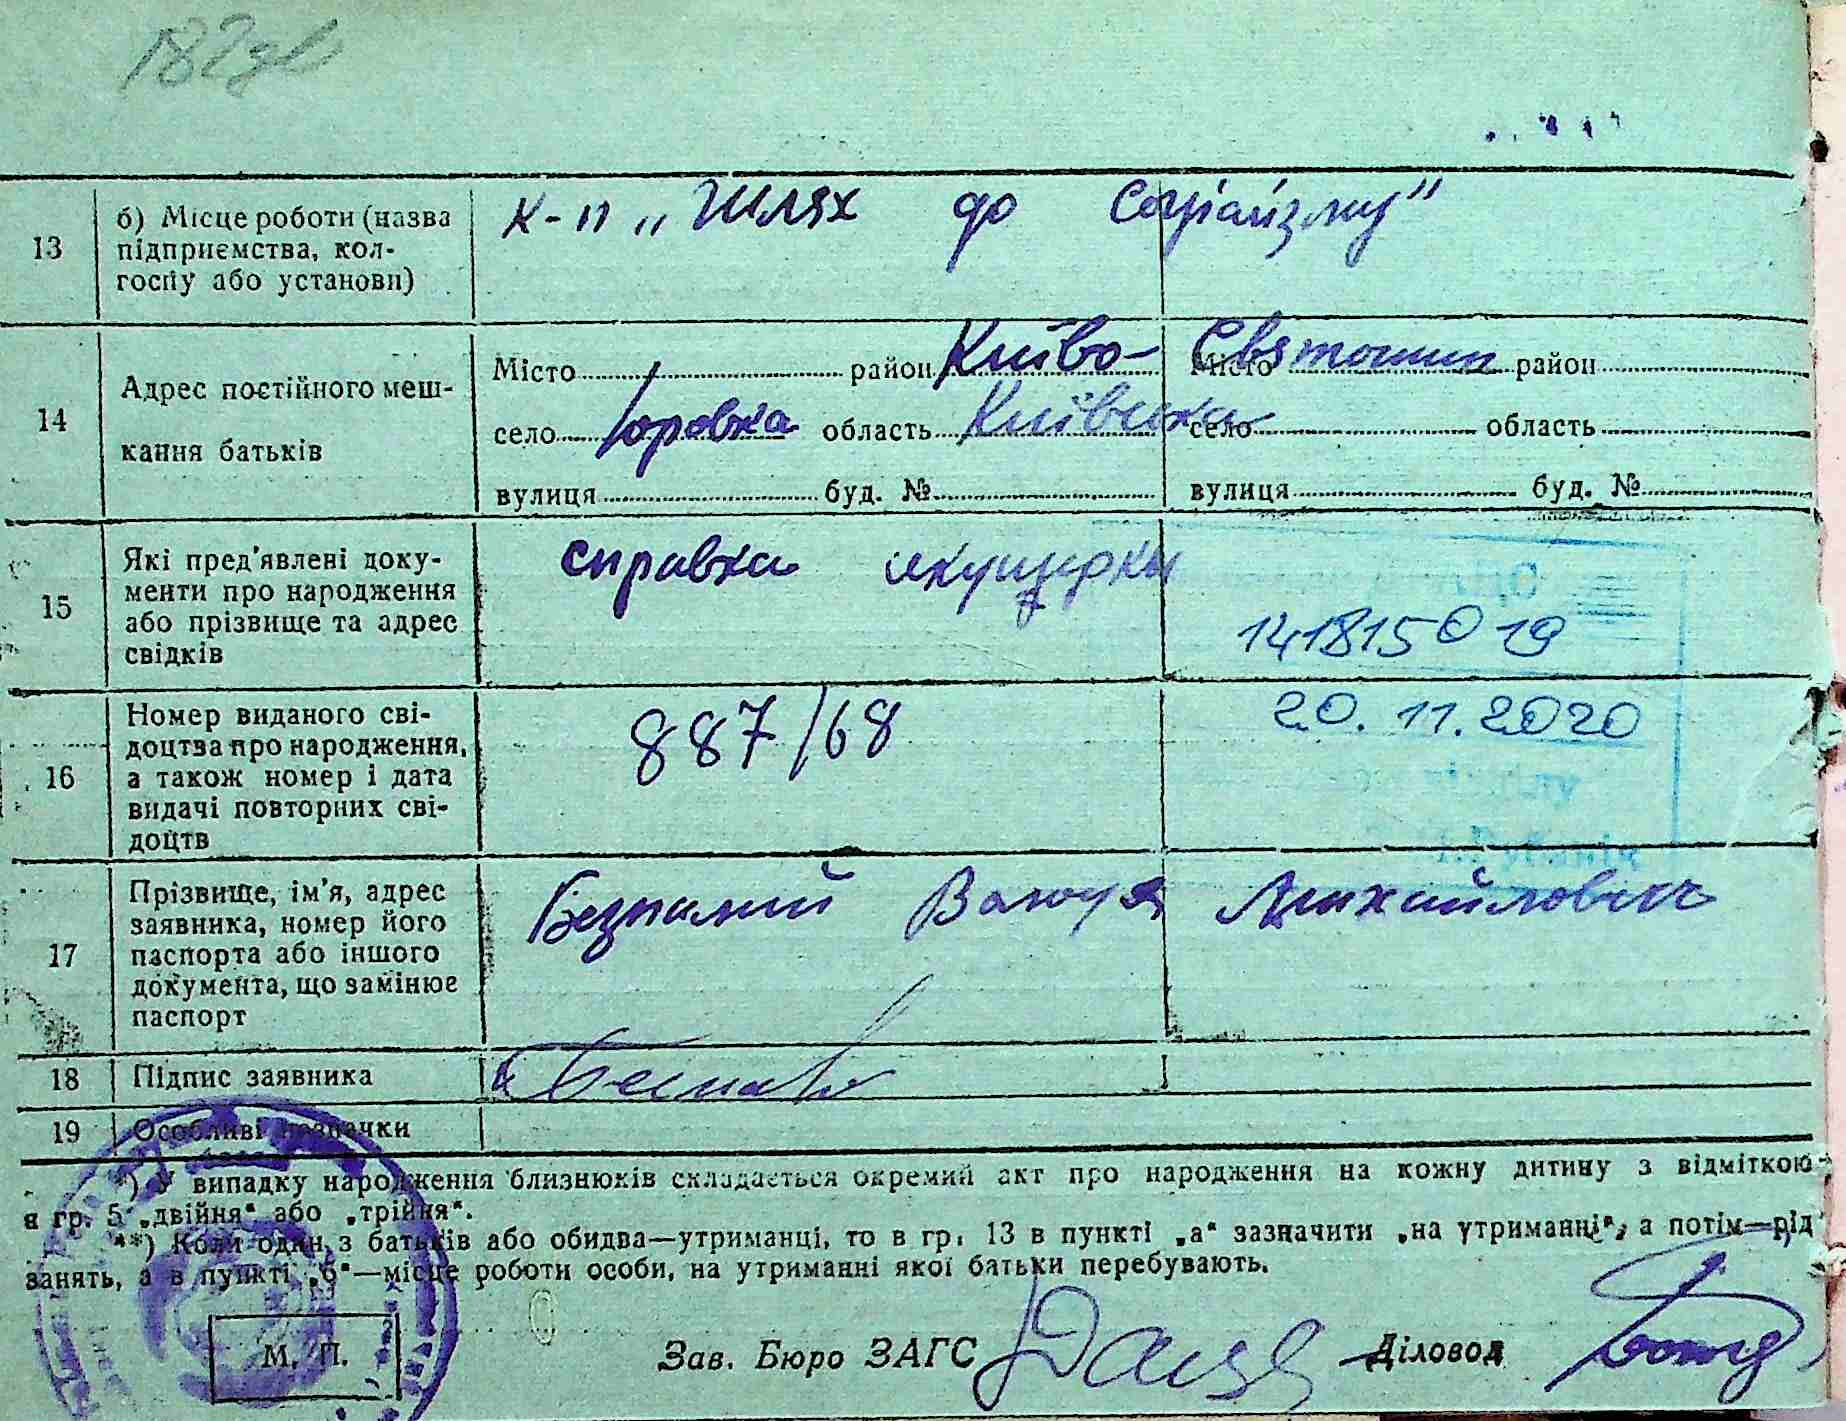 182зв
13
б) Місце роботи (назва
підприємства, кол-
госпу або установи)
к-п „Шлях до Соціалізму"
14
Адрес постійного меш-
кання батьків
Місто район Київо- Святошин
село Юровка область Київська
вулиця буд. №
Місто район
село область
вулиця буд. №
15
Які пред'явлені доку-
менти про народження
або прізвище та адрес
свідків
справка акушерки
141815019
16
Номер виданого сві-
доцтва про народження,
а також номер і дата
видачі повторних сві-
доцтв
887/68
20.11.2020
17
Прізвище, ім'я, адрес
заявника, номер його
паспорта або іншого
документа, що замінює
паспорт
Безпалий Михайлович
18
Підпис заявника
19
Особливі позначки
*) У випадку народження близнюків складається окремий акт про народження на кожну дитину з відміткою
в гр. 5 „двійня" або „трійня".
**) Коли один з батьків або обидва—утриманці, то в гр. 13 в пункті „а" зазначити „на утриманні", а потім—рід
занять, а в пункті „б"—місце роботи особи, на утриманні якої батьки перебувають.
М. П.
Зав. Бюро ЗАГС
Діловод